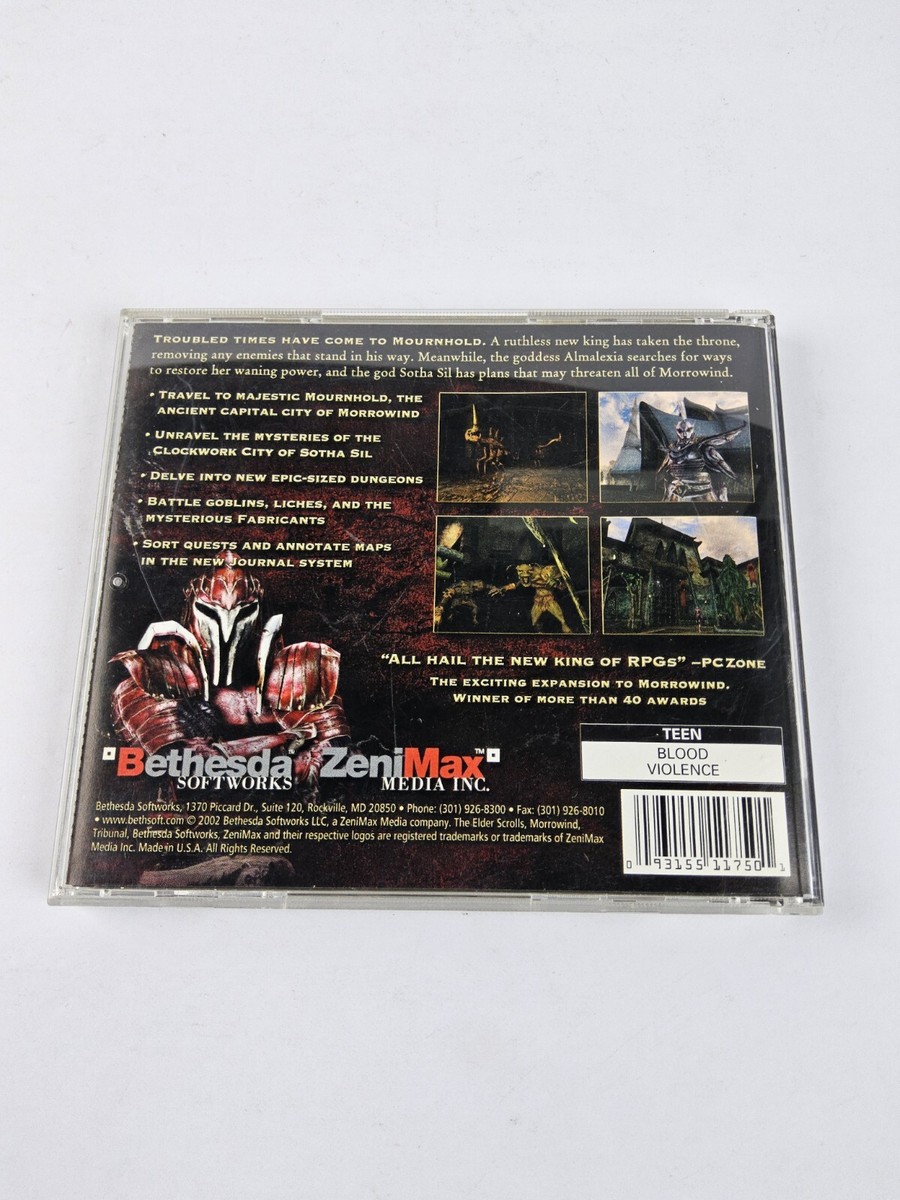 TROUBLED TIMES HAVE COME TO MOURNHOLD. A ruthless new king has taken the throne,
removing any enemies that stand in his way. Meanwhile, the goddess Almalexia searches for ways
to restore her waning power, and the god Sotha Sil has plans that may threaten all of Morrowind.
• TRAVEL TO MAJESTIC MOURNHOLD, THE
ANCIENT CAPITAL CITY OF MORROWIND
• UNRAVEL THE MYSTERIES OF THE
CLOCKWORK CITY OF SOTHA SIL
• DELVE INTO NEW EPIC-SIZED DUNGEONS
• BATTLE GOBLINS, LICHES, AND THE
MYSTERIOUS FABRICANTS
• SORT QUESTS AND ANNOTATE MAPS
IN THE NEW JOURNAL SYSTEM
“ALL HAIL THE NEW KING OF RPGS” –PC ZONE
THE EXCITING EXPANSION TO MORROWIND.
WINNER OF MORE THAN 40 AWARDS
Bethesda™
SOFTWORKS
ZeniMax™
MEDIA INC.
TEEN
BLOOD
VIOLENCE
Bethesda Softworks, 1370 Piccard Dr., Suite 120, Rockville, MD 20850 • Phone: (301) 926-8300 • Fax: (301) 926-8010
• www.bethsoft.com © 2002 Bethesda Softworks LLC, a ZeniMax Media company. The Elder Scrolls, Morrowind,
Tribunal, Bethesda Softworks, ZeniMax and their respective logos are registered trademarks or trademarks of ZeniMax
Media Inc. Made in U.S.A. All Rights Reserved.
0 93155 11750 1